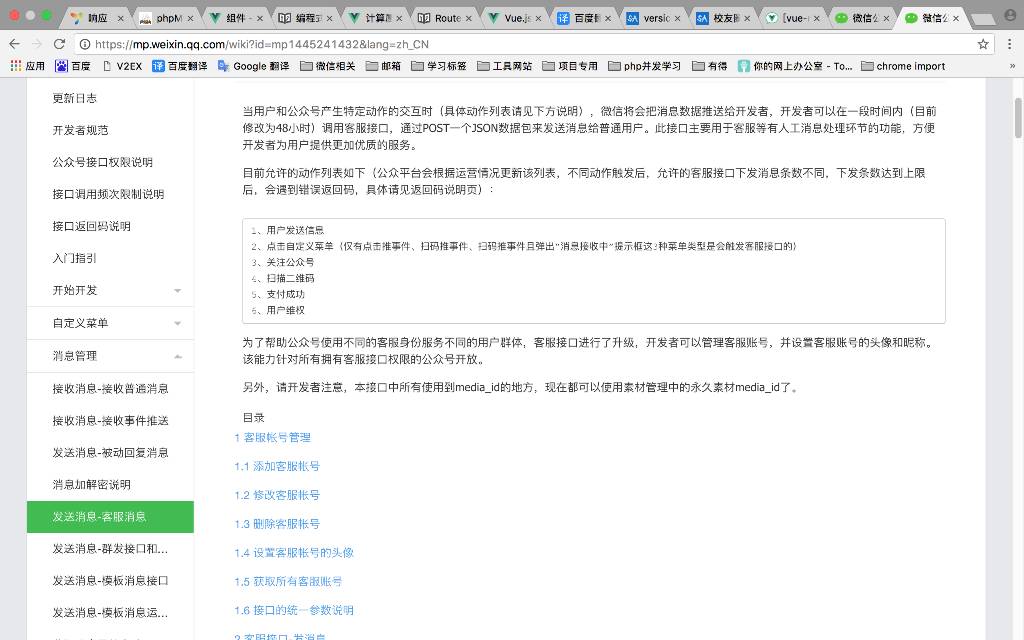 响应
phpM
组件 -
编程式
计算属
Route
Vue.js
百度翻
versio
校友
[vue-
微信公
微信公
https://mp.weixin.qq.com/wiki?id=mp1445241432&lang=zh_CN
应用 百度 V2EX 百度翻译 Google 翻译 微信相关 邮箱 学习标签 工具网站 项目专用 php并发学习 有得 你的网上办公室 - To... chrome import »
更新日志
开发者规范
公众号接口权限说明
接口调用频次限制说明
接口返回码说明
入门指引
开始开发
自定义菜单
消息管理
接收消息-接收普通消息
接收消息-接收事件推送
发送消息-被动回复消息
消息加解密说明
发送消息-客服消息
发送消息-群发接口和...
发送消息-模板消息接口
发送消息-模板消息运...
当用户和公众号产生特定动作的交互时（具体动作列表请见下方说明），微信将会把消息数据推送给开发者，开发者可以在一段时间内（目前
修改为48小时）调用客服接口，通过POST一个JSON数据包来发送消息给普通用户。此接口主要用于客服等有人工消息处理环节的功能，方便
开发者为用户提供更加优质的服务。
目前允许的动作列表如下（公众平台会根据运营情况更新该列表，不同动作触发后，允许的客服接口下发消息条数不同，下发条数达到上限
后，会遇到错误返回码，具体请见返回码说明页）：
1、用户发送信息
2、点击自定义菜单（仅有点击推事件、扫码推事件、扫码推事件且弹出“消息接收中”提示框这3种菜单类型是会触发客服接口的）
3、关注公众号
4、扫描二维码
5、支付成功
6、用户维权
为了帮助公众号使用不同的客服身份服务不同的用户群体，客服接口进行了升级，开发者可以管理客服账号，并设置客服账号的头像和昵称。
该能力针对所有拥有客服接口权限的公众号开放。
另外，请开发者注意，本接口中所有使用到media_id的地方，现在都可以使用素材管理中的永久素材media_id了。
目录
1 客服帐号管理
1.1 添加客服帐号
1.2 修改客服帐号
1.3 删除客服帐号
1.4 设置客服帐号的头像
1.5 获取所有客服账号
1.6 接口的统一参数说明
2 客服接口-发消息